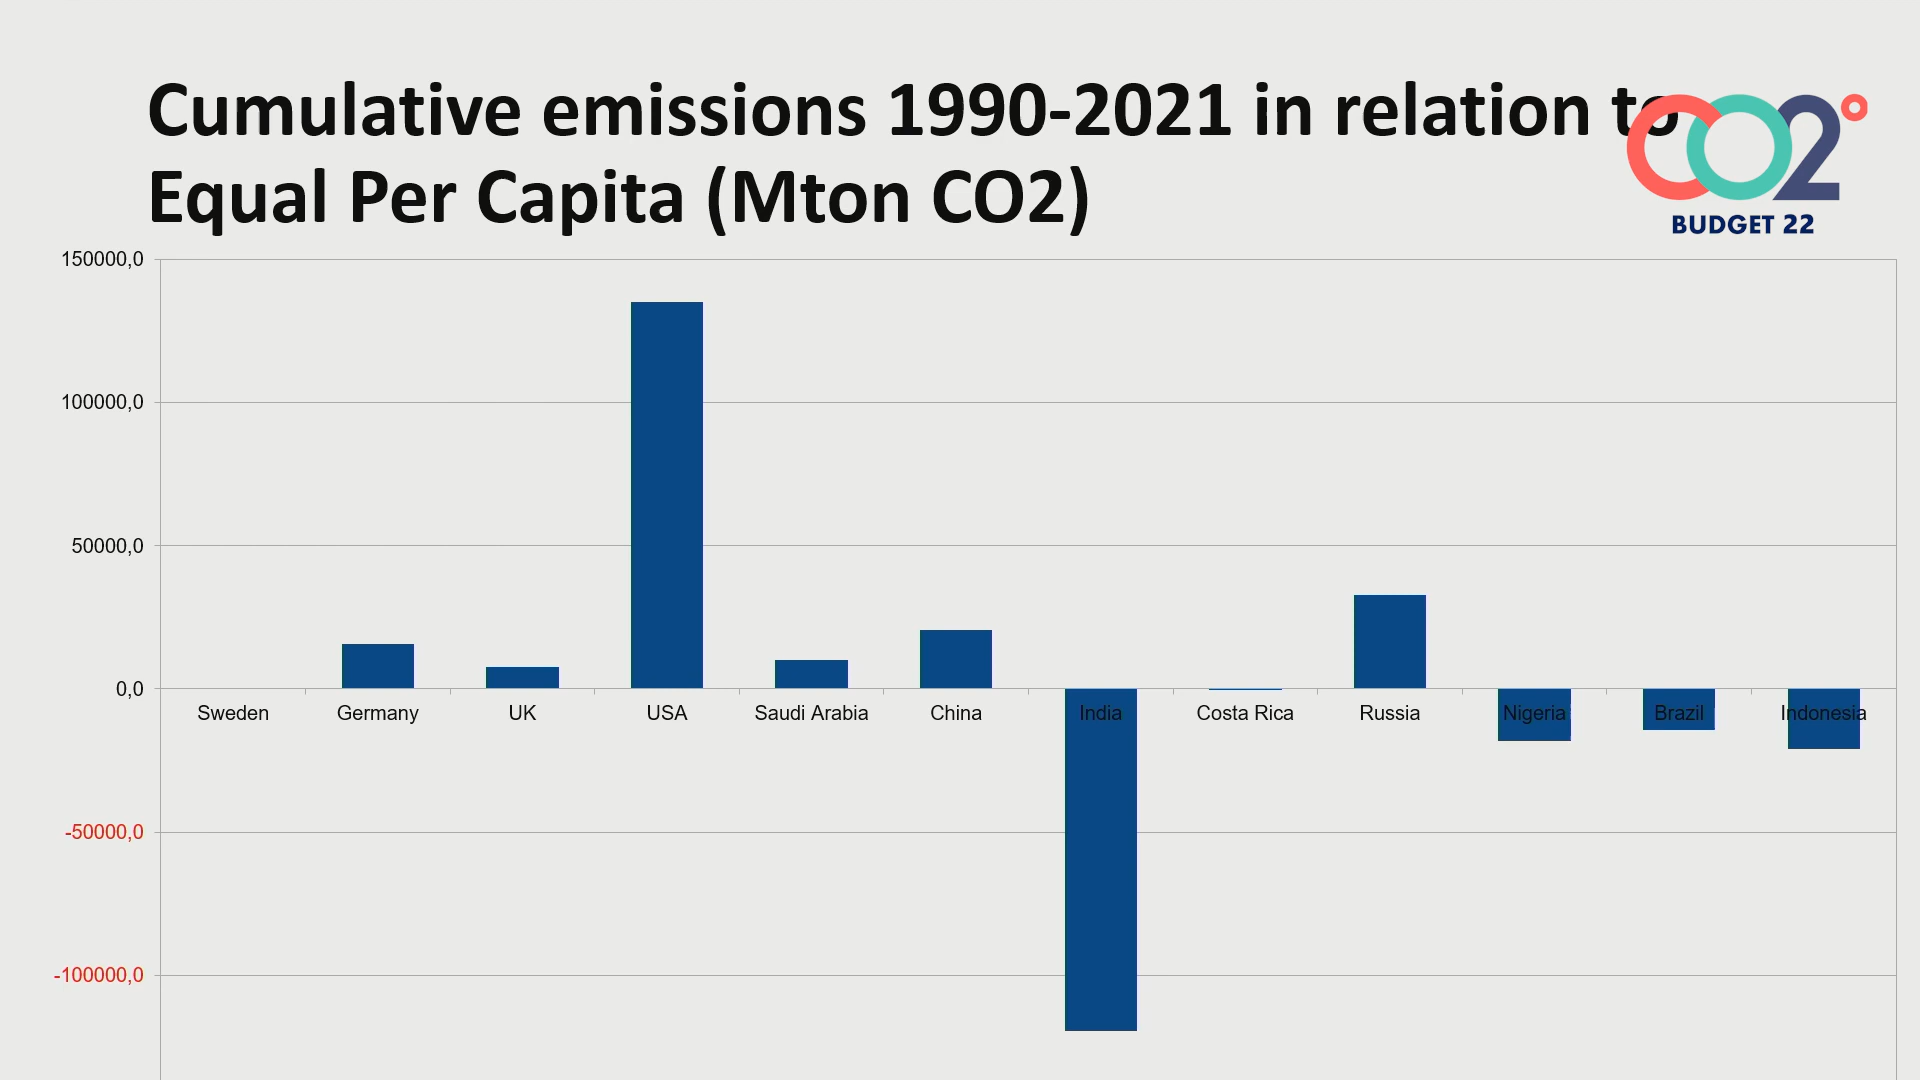 Cumulative emissions 1990-2021 in relation to
Equal Per Capita (Mton CO2)
CO2°
BUDGET 22
150000,0
100000,0
50000,0
0,0
-50000,0
-100000,0
Sweden Germany UK USA Saudi Arabia China India Costa Rica Russia Nigeria Brazil Indonesia